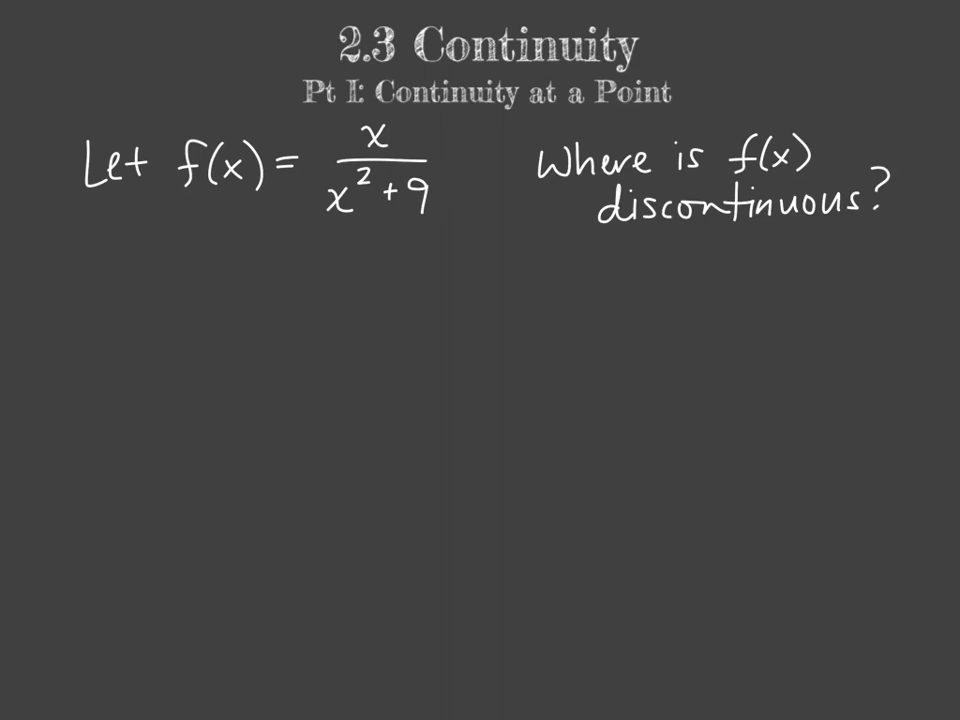 2.3 Continuity
Pt I: Continuity at a Point
Let f(x) = x / (x² + 9)
Where is f(x)
discontinuous?